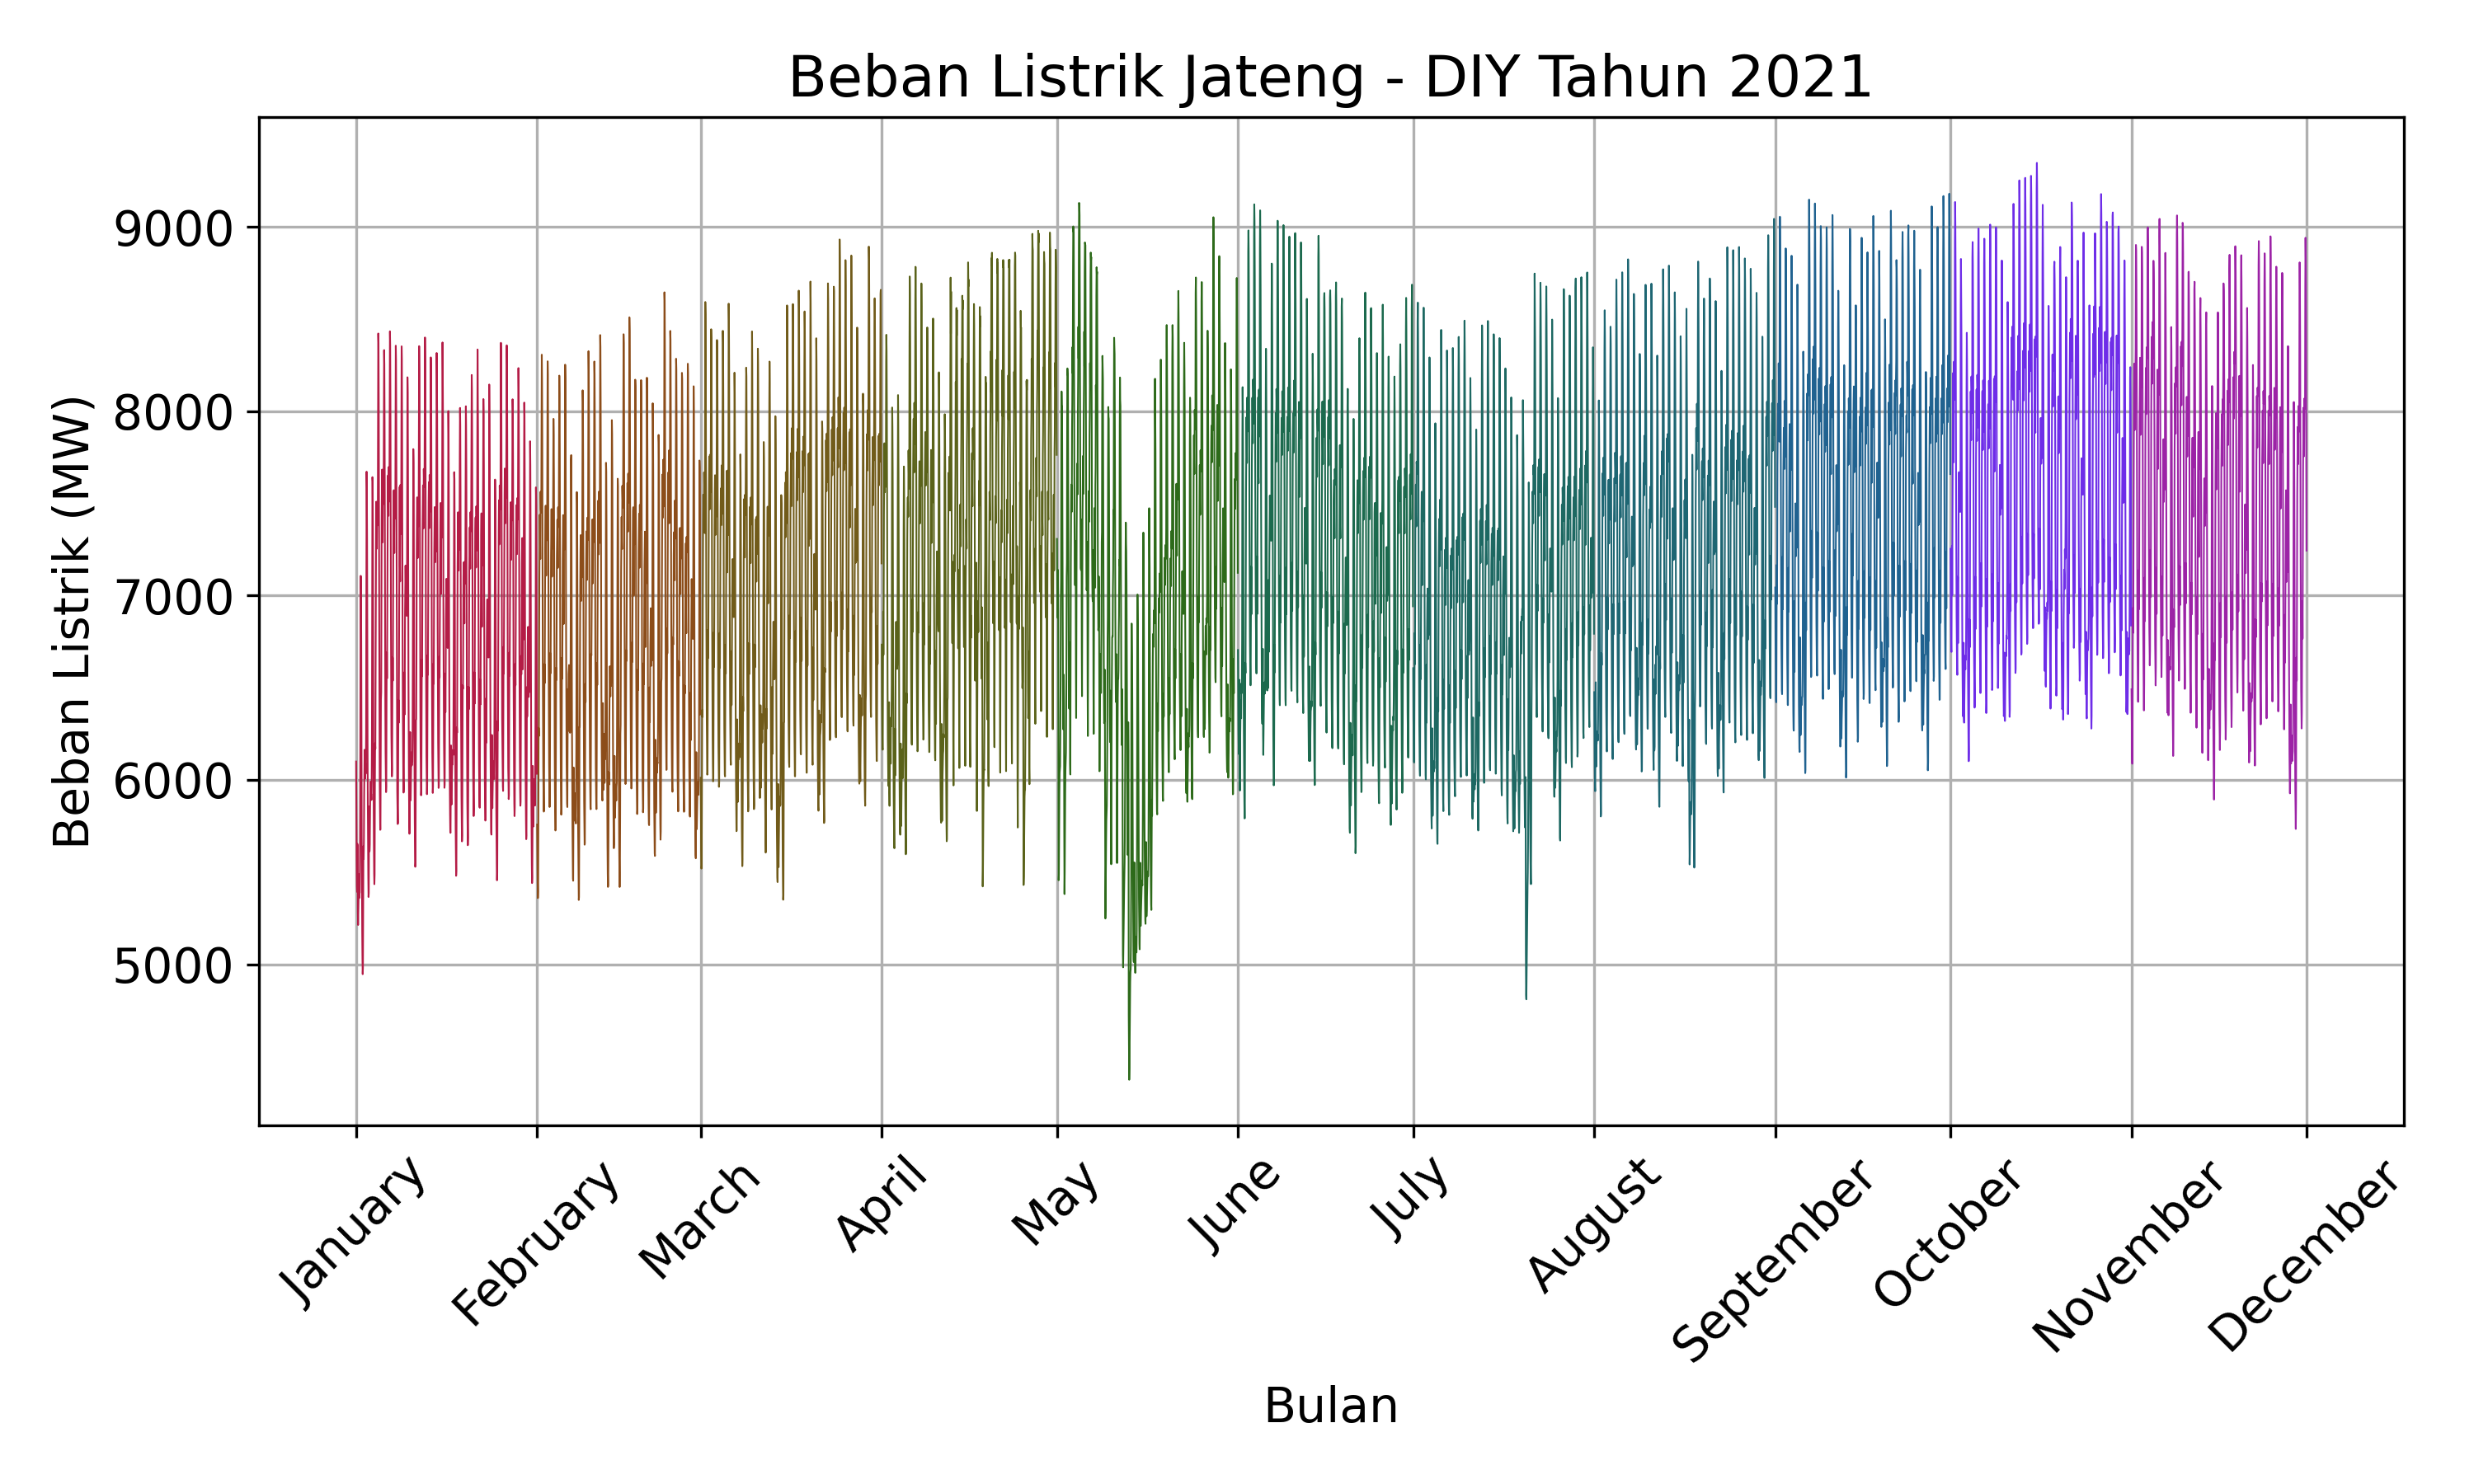 Beban Listrik Jateng - DIY Tahun 2021
Beban Listrik (MW)
9000
8000
7000
6000
5000
January
February
March
April
May
June
July
August
September
October
November
December
Bulan